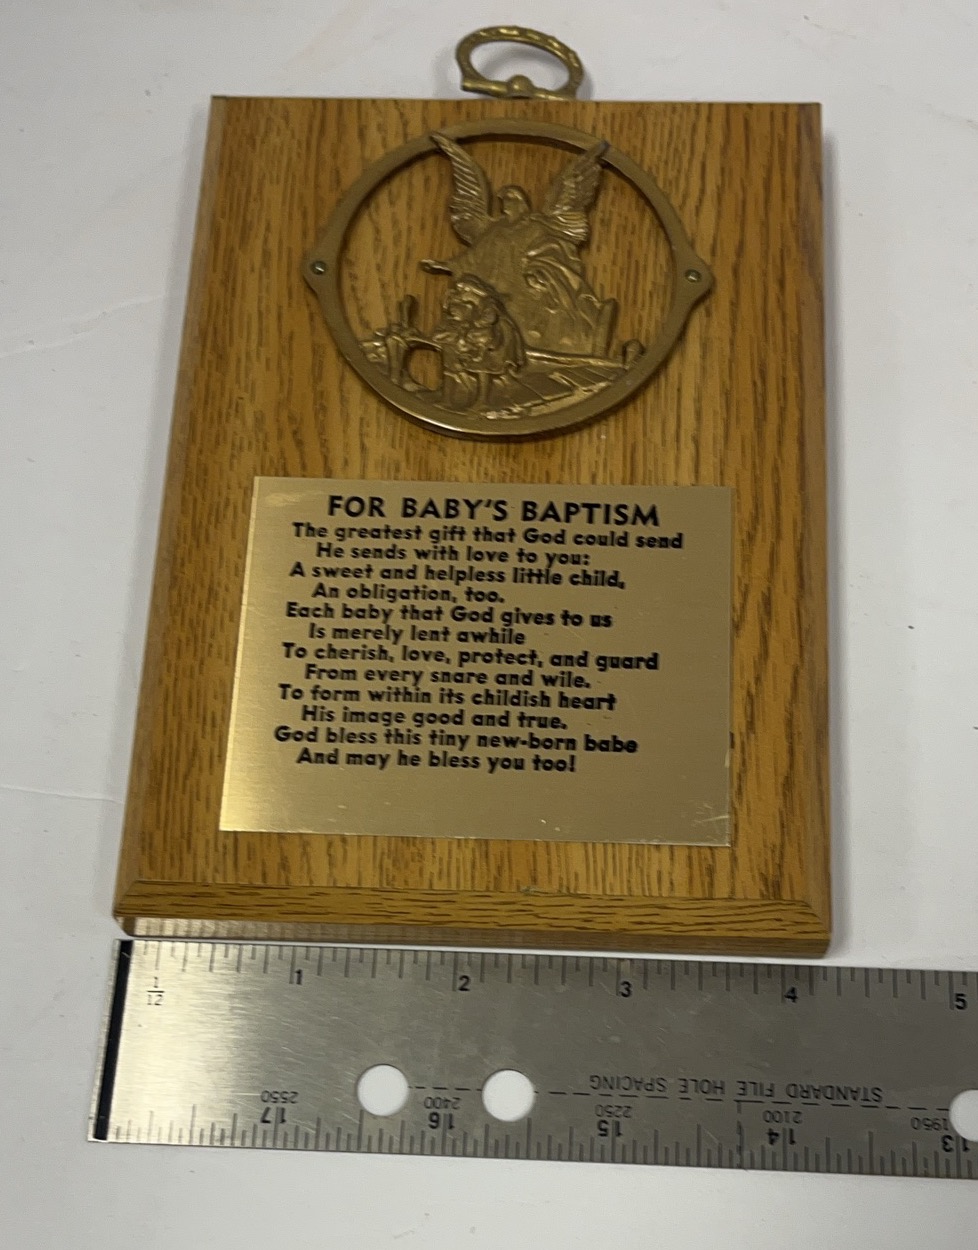 FOR BABY'S BAPTISM
The greatest gift that God could send
He sends with love to you:
A sweet and helpless little child,
An obligation, too.
Each baby that God gives to us
Is merely lent awhile
To cherish, love, protect, and guard
From every snare and wile.
To form within its childish heart
His image good and true.
God bless this tiny new-born babe
And may he bless you too!
1/12 1 2 3 4 5
STANDARD FILE HOLE SPACING
2550 2400 2250 2100 1950
17 16 15 14 13